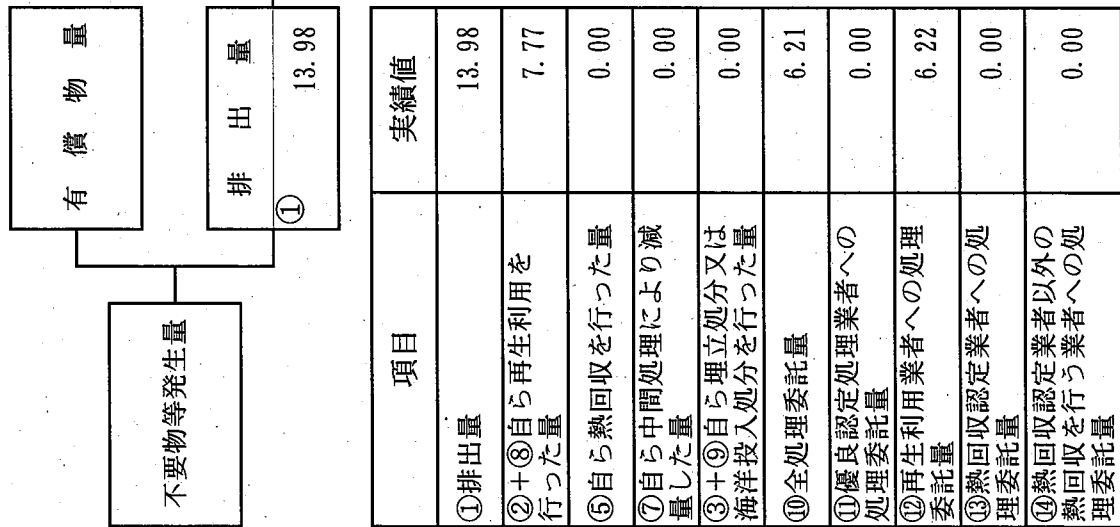 有償物量
不要物等発生量
排出量
①
13.98
項目 実績値
①排出量 13.98
②+⑧自ら再生利用を 7.77
行った量
⑤自ら熱回収を行った量 0.00
⑦自ら中間処理により減 0.00
量した量
③+⑨自ら埋立処分又は 0.00
海洋投入処分を行った量
⑩全処理委託量 6.21
⑪優良認定処理業者への 0.00
処理委託量
⑫再生利用業者への処理 6.22
委託量
⑬熱回収認定業者への処 0.00
理委託量
⑭熱回収認定業者以外の 0.00
熱回収を行う業者への処
理委託量